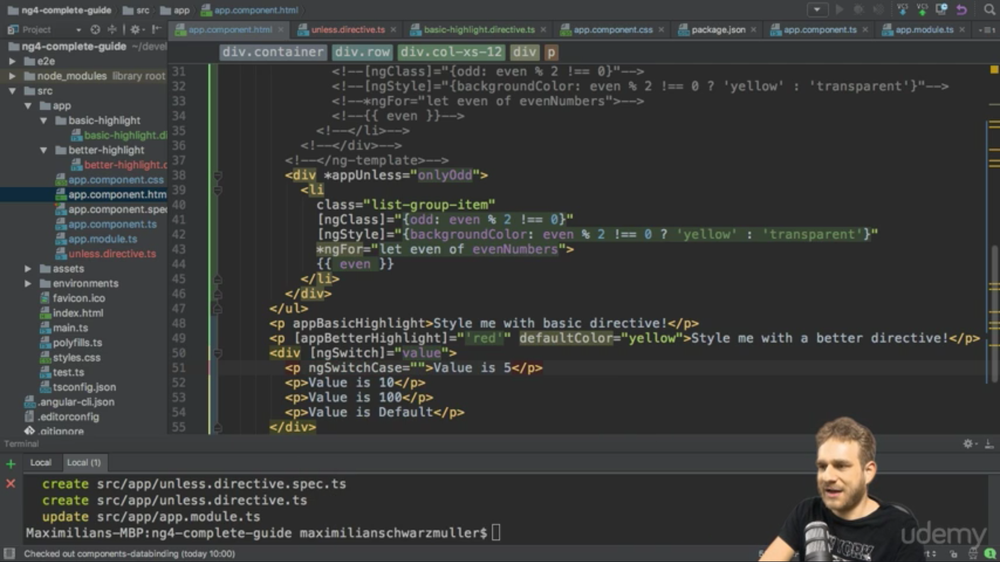 ng4-complete-guide src app app.component.html
VCS VCS
Project
app.component.html unless.directive.ts basic-highlight.directive.ts app.component.css package.json app.component.ts app.module.ts
ng4-complete-guide ~/devel
e2e
node_modules library root
src
app
basic-highlight
basic-highlight.di
better-highlight
better-highlight.c
app.component.css
app.component.htm
app.component.spec
app.component.ts
app.module.ts
unless.directive.ts
assets
environments
favicon.ico
index.html
main.ts
polyfills.ts
styles.css
test.ts
tsconfig.json
.angular-cli.json
.editorconfig
.gitignore
div.container div.row div.col-xs-12 div p
31 <!--[ngClass]="{odd: even % 2 !== 0}"-->
32 <!--[ngStyle]="{backgroundColor: even % 2 !== 0 ? 'yellow' : 'transparent'}"-->
33 <!--*ngFor="let even of evenNumbers">-->
34 <!--{{ even }}-->
35 <!--</li>-->
36 <!--</div>-->
37 <!--</ng-template>-->
38 <div *appUnless="onlyOdd">
39 <li
40 class="list-group-item"
41 [ngClass]="{odd: even % 2 !== 0}"
42 [ngStyle]="{backgroundColor: even % 2 !== 0 ? 'yellow' : 'transparent'}"
43 *ngFor="let even of evenNumbers">
44 {{ even }}
45 </li>
46 </div>
47 </ul>
48 <p appBasicHighlight>Style me with basic directive!</p>
49 <p [appBetterHighlight]="'red'" defaultColor="yellow">Style me with a better directive!</p>
50 <div [ngSwitch]="value">
51 <p ngSwitchCase="">Value is 5</p>
52 <p>Value is 10</p>
53 <p>Value is 100</p>
54 <p>Value is Default</p>
55 </div>
Terminal
Local Local (1)
create src/app/unless.directive.spec.ts
create src/app/unless.directive.ts
update src/app/app.module.ts
Maximilians-MBP:ng4-complete-guide maximilianschwarzmuller$
Checked out components-databinding (today 10:00)
NEW YORK
udemy